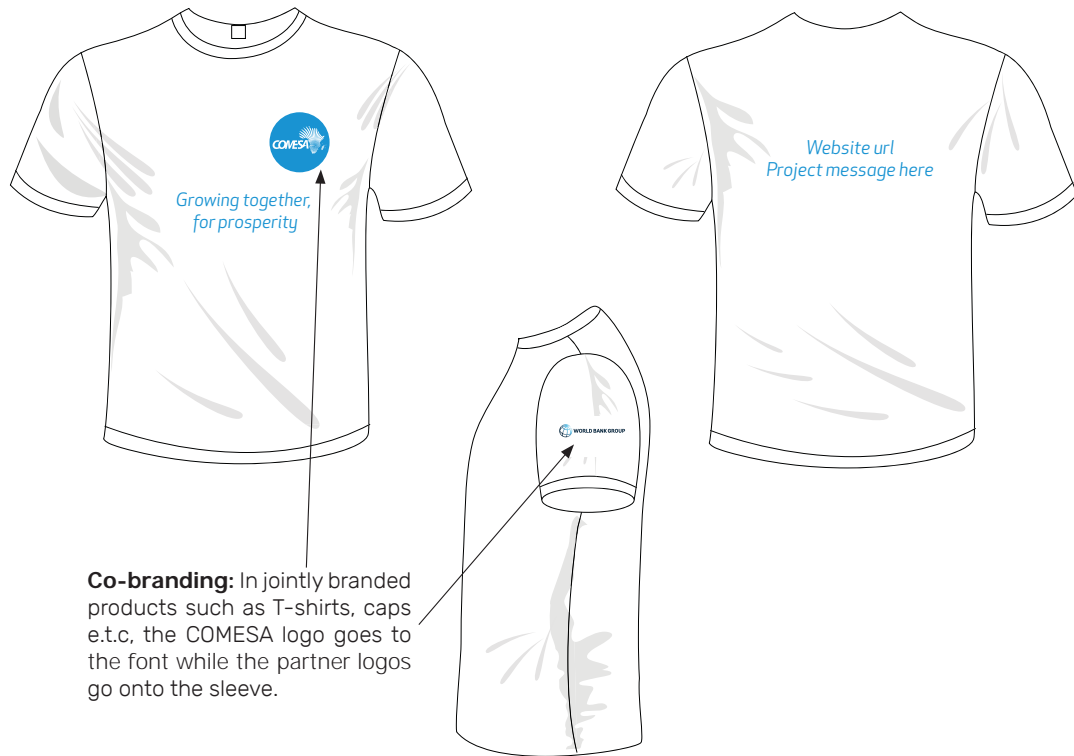 COMESA
Growing together,
for prosperity
Website url
Project message here
WORLD BANK GROUP
Co-branding: In jointly branded
products such as T-shirts, caps
e.t.c, the COMESA logo goes to
the font while the partner logos
go onto the sleeve.